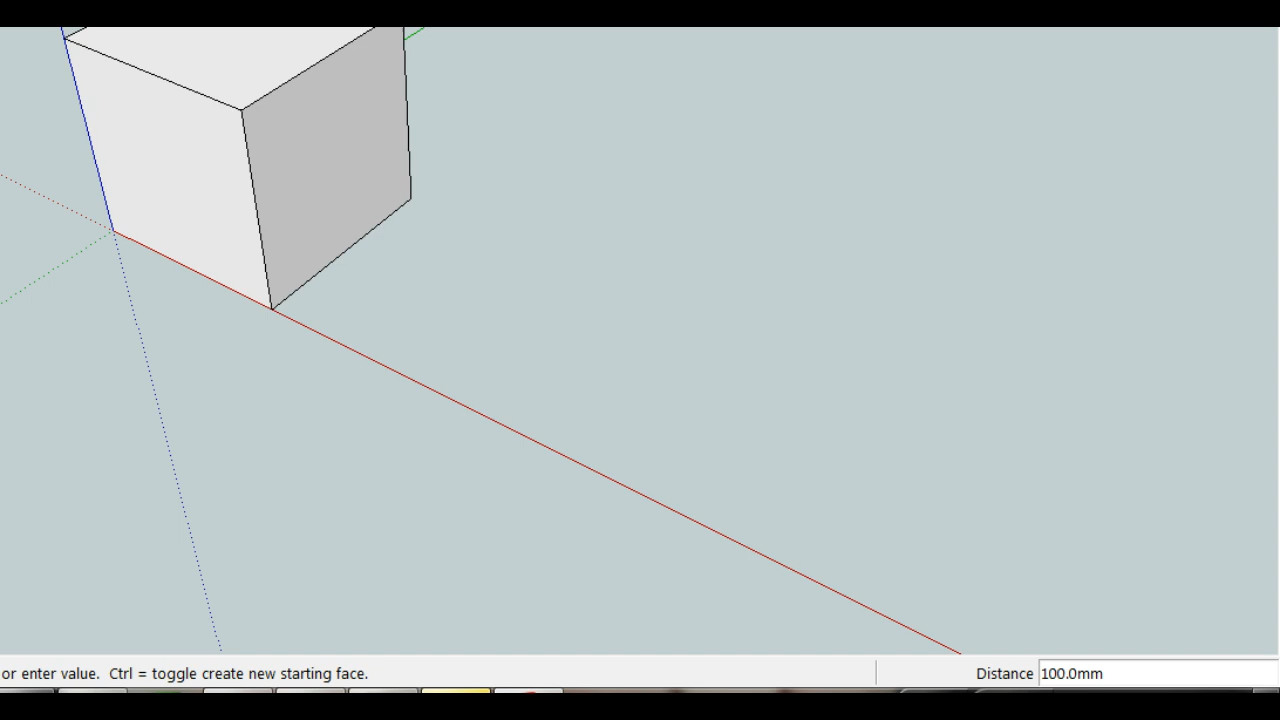 or enter value.  Ctrl = toggle create new starting face.
Distance 100.0mm